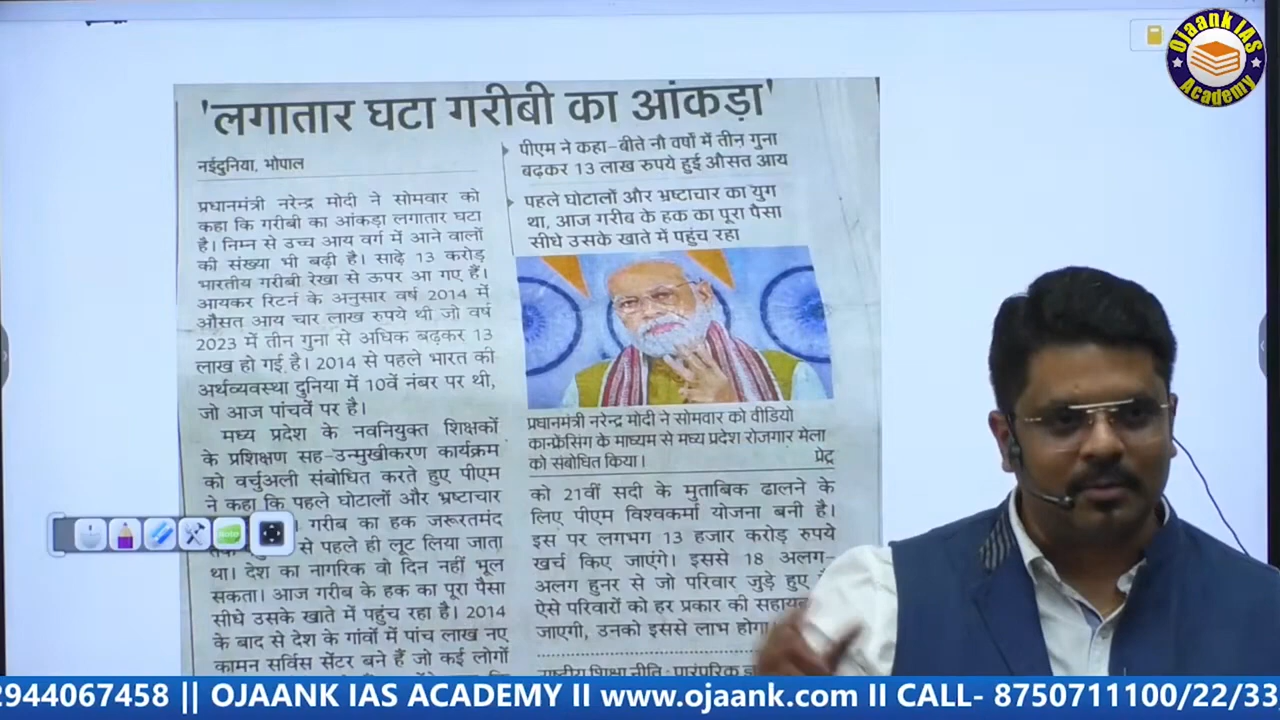 Ojaank IAS Academy
'लगातार घटा गरीबी का आंकड़ा'
नईदुनिया, भोपाल
प्रधानमंत्री नरेन्द्र मोदी ने सोमवार को
कहा कि गरीबी का आंकड़ा लगातार घटा
है। निम्न से उच्च आय वर्ग में आने वालों
की संख्या भी बढ़ी है। साढ़े 13 करोड़
भारतीय गरीबी रेखा से ऊपर आ गए हैं।
आयकर रिटर्न के अनुसार वर्ष 2014 में
औसत आय चार लाख रुपये थी जो वर्ष
2023 में तीन गुना से अधिक बढ़कर 13
लाख हो गई है। 2014 से पहले भारत की
अर्थव्यवस्था दुनिया में 10वें नंबर पर थी,
जो आज पांचवें पर है।
मध्य प्रदेश के नवनियुक्त शिक्षकों
के प्रशिक्षण सह-उन्मुखीकरण कार्यक्रम
को वर्चुअली संबोधित करते हुए पीएम
ने कहा कि पहले घोटालों और भ्रष्टाचार
गरीब का हक जरूरतमंद
से पहले ही लूट लिया जाता
था। देश का नागरिक वो दिन नहीं भूल
सकता। आज गरीब के हक का पूरा पैसा
सीधे उसके खाते में पहुंच रहा है। 2014
के बाद से देश के गांवों में पांच लाख नए
कामन सर्विस सेंटर बने हैं जो कई लोगों
पीएम ने कहा-बीते नौ वर्षों में तीन गुना
बढ़कर 13 लाख रुपये हुई औसत आय
पहले घोटालों और भ्रष्टाचार का युग
था, आज गरीब के हक का पूरा पैसा
सीधे उसके खाते में पहुंच रहा
प्रधानमंत्री नरेन्द्र मोदी ने सोमवार को वीडियो
कान्फ्रेंसिंग के माध्यम से मध्य प्रदेश रोजगार मेला
को संबोधित किया। प्रेट्र
को 21वीं सदी के मुताबिक ढालने के
लिए पीएम विश्वकर्मा योजना बनी है।
इस पर लगभग 13 हजार करोड़ रुपये
खर्च किए जाएंगे। इससे 18 अलग-
अलग हुनर से जो परिवार जुड़े हुए
ऐसे परिवारों को हर प्रकार की
जाएगी, उनको इससे लाभ होगा।
राष्ट्रीय शिक्षा नीति
2944067458 || OJAANK IAS ACADEMY II www.ojaank.com II CALL- 8750711100/22/33